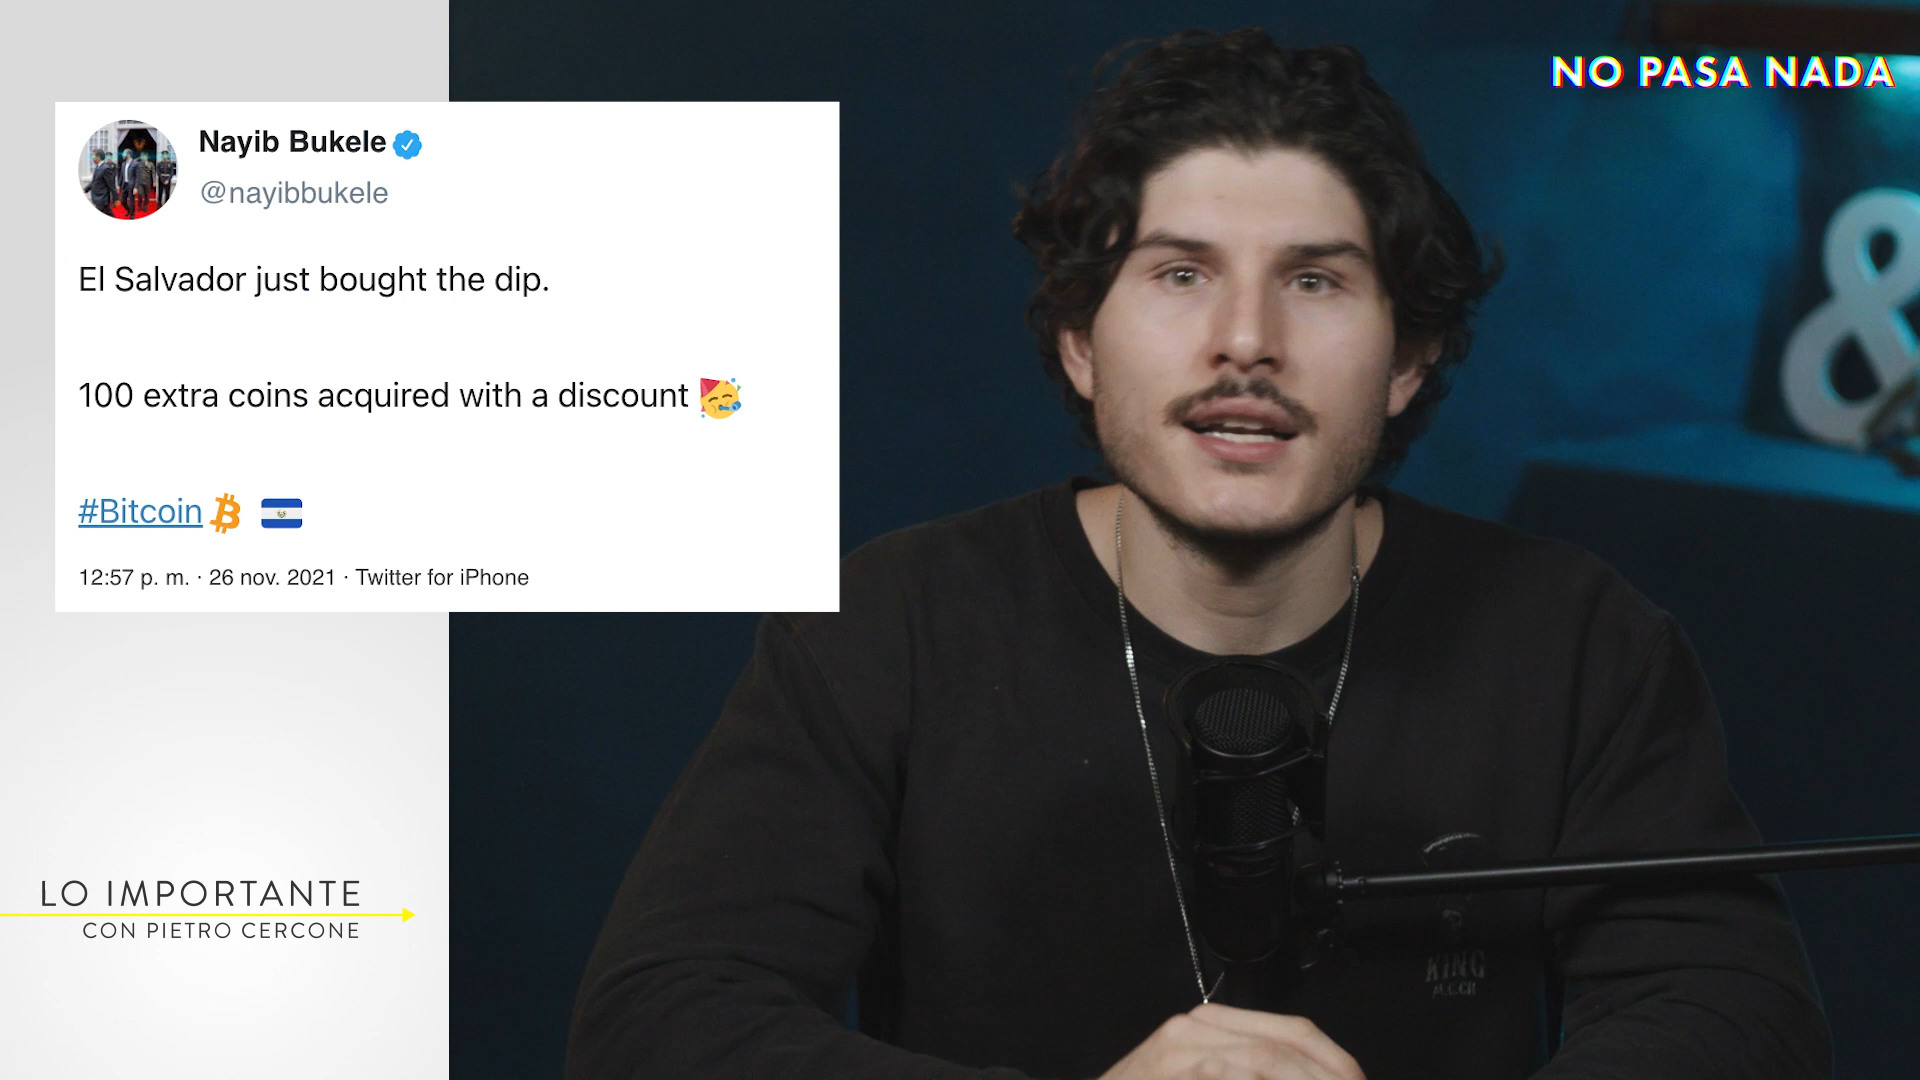 NO PASA NADA
Nayib Bukele
@nayibbukele
El Salvador just bought the dip.
100 extra coins acquired with a discount 🥳
#Bitcoin
12:57 p. m. · 26 nov. 2021 · Twitter for iPhone
LO IMPORTANTE
CON PIETRO CERCONE
&
KING